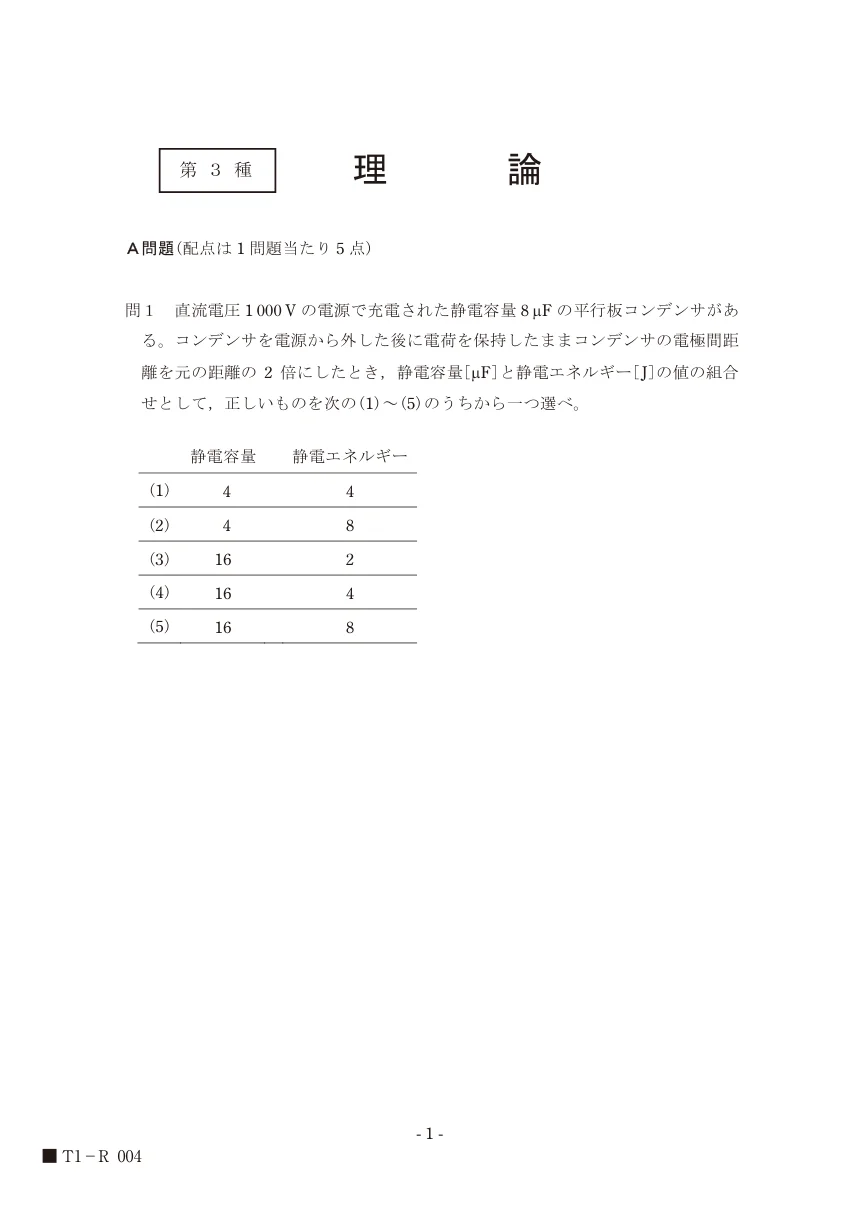 第 3 種 理 論
A問題(配点は1問題当たり5点)
問1 直流電圧1000Vの電源で充電された静電容量8μFの平行板コンデンサがあ
る。コンデンサを電源から外した後に電荷を保持したままコンデンサの電極間距
離を元の距離の 2 倍にしたとき，静電容量[μF]と静電エネルギー[J]の値の組合
せとして，正しいものを次の(1)～(5)のうちから一つ選べ。
静電容量 静電エネルギー
(1) 4 4
(2) 4 8
(3) 16 2
(4) 16 4
(5) 16 8
- 1 -
■ T1−R 004